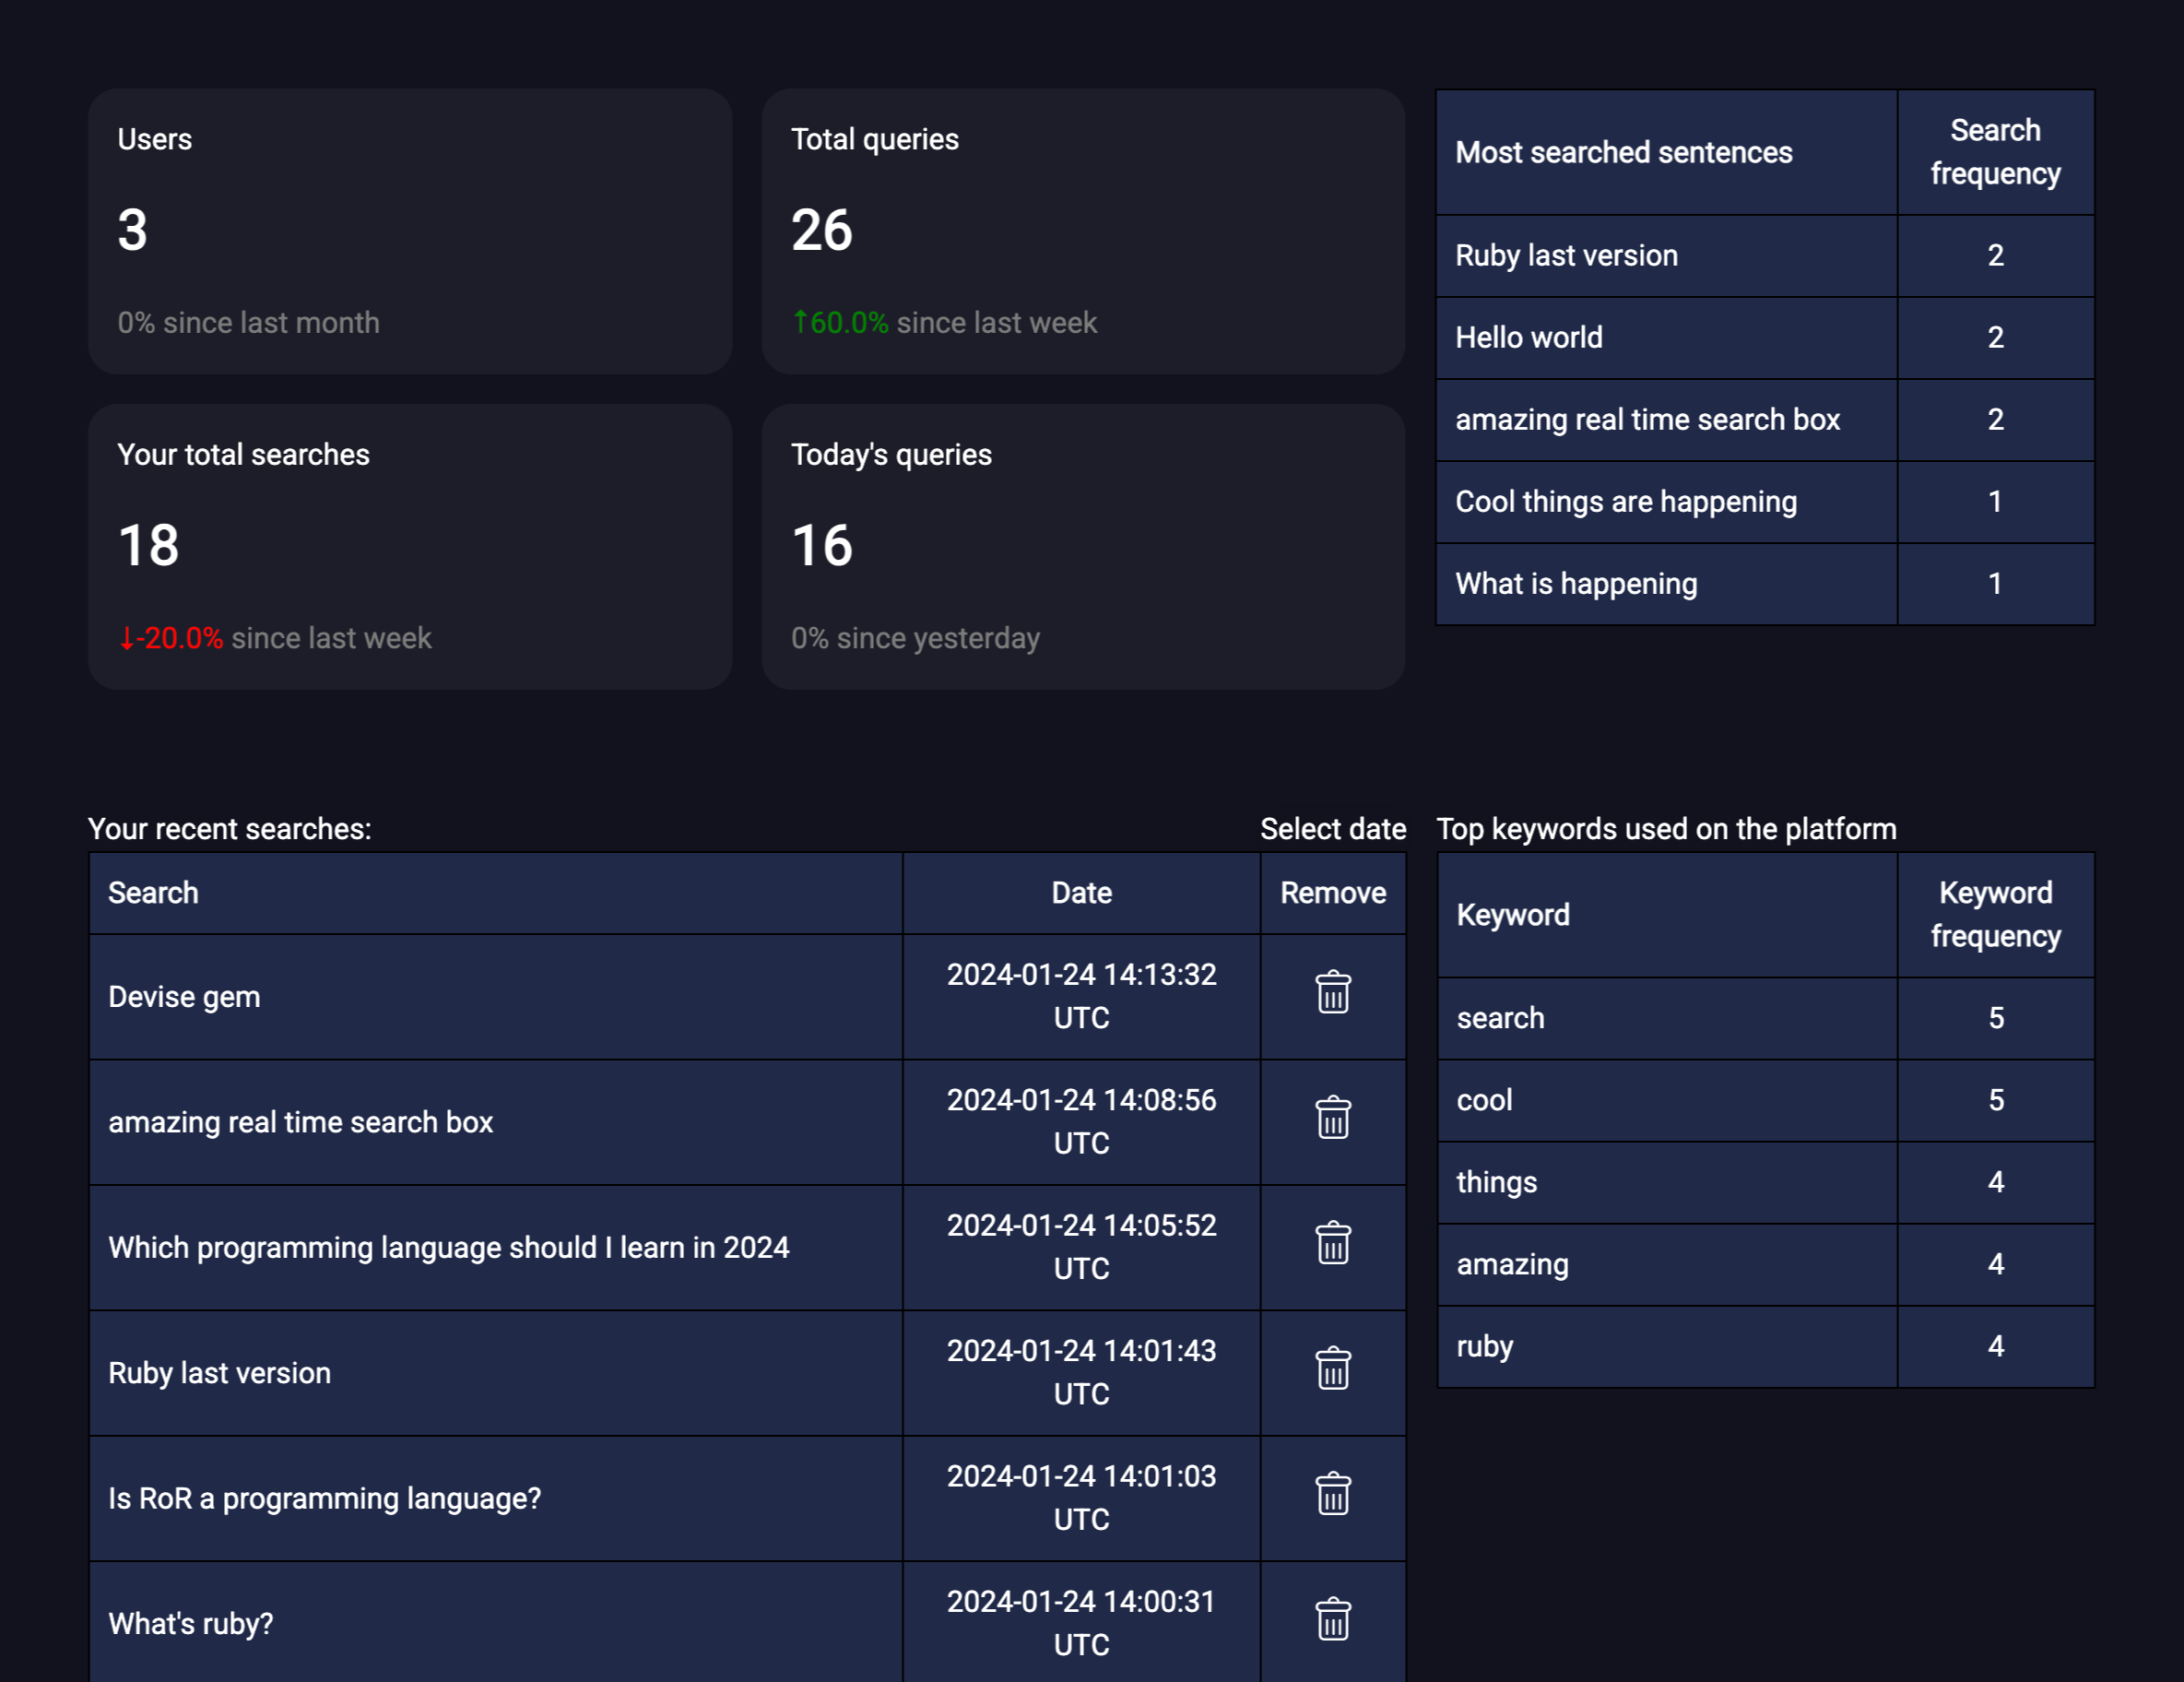 Users
3
0% since last month
Total queries
26
↑60.0% since last week
Your total searches
18
↓-20.0% since last week
Today's queries
16
0% since yesterday
Most searched sentences
Search
frequency
Ruby last version
2
Hello world
2
amazing real time search box
2
Cool things are happening
1
What is happening
1
Your recent searches:
Select date
Search
Date
Remove
Devise gem
2024-01-24 14:13:32
UTC
amazing real time search box
2024-01-24 14:08:56
UTC
Which programming language should I learn in 2024
2024-01-24 14:05:52
UTC
Ruby last version
2024-01-24 14:01:43
UTC
Is RoR a programming language?
2024-01-24 14:01:03
UTC
What's ruby?
2024-01-24 14:00:31
UTC
Top keywords used on the platform
Keyword
Keyword
frequency
search
5
cool
5
things
4
amazing
4
ruby
4